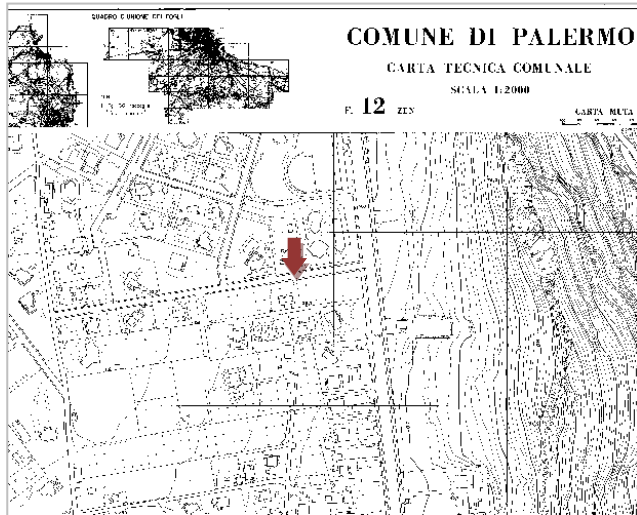 QUADRO D'UNIONE DEI FOGLI
COMUNE DI PALERMO
CARTA TECNICA COMUNALE
SCALA 1:2000
F. 12 ZEN
CARTA MUTA